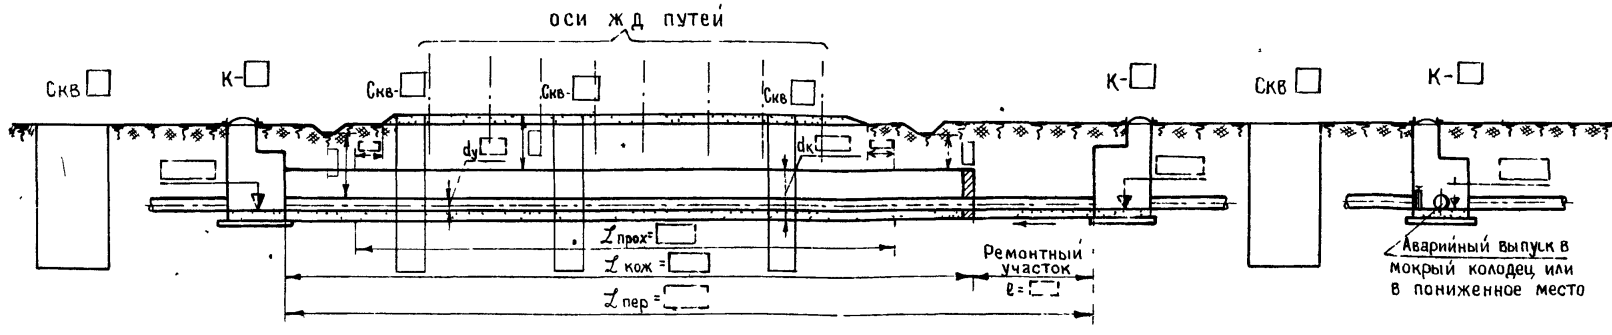 ОСИ ЖД ПУТЕЙ
Скв
К-
Скв-
Скв-
Скв
К-
Скв
К-
dу
dк
L прох=
L кож =
L пер =
Ремонтный
участок
ℓ=
Аварийный выпуск в
мокрый колодец или
в пониженное место